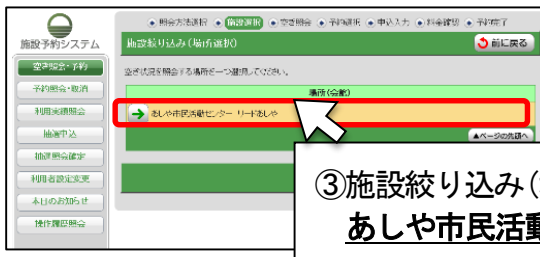 施設予約システム
空き照会・予約
予約照会・取消
利用実績照会
抽選申込
抽選照会確定
利用者設定変更
本日のお知らせ
操作履歴照会
照会方法選択 施設選択 空き照会 予約選択 申込入力 料金確認 予約完了
施設絞り込み(場所選択)
前に戻る
空き状況を照会する場所を一つ選択してください。
場所(会館)
あしや市民活動センター リードあしや
▲ページの先頭へ
③施設絞り込み(
あしや市民活動